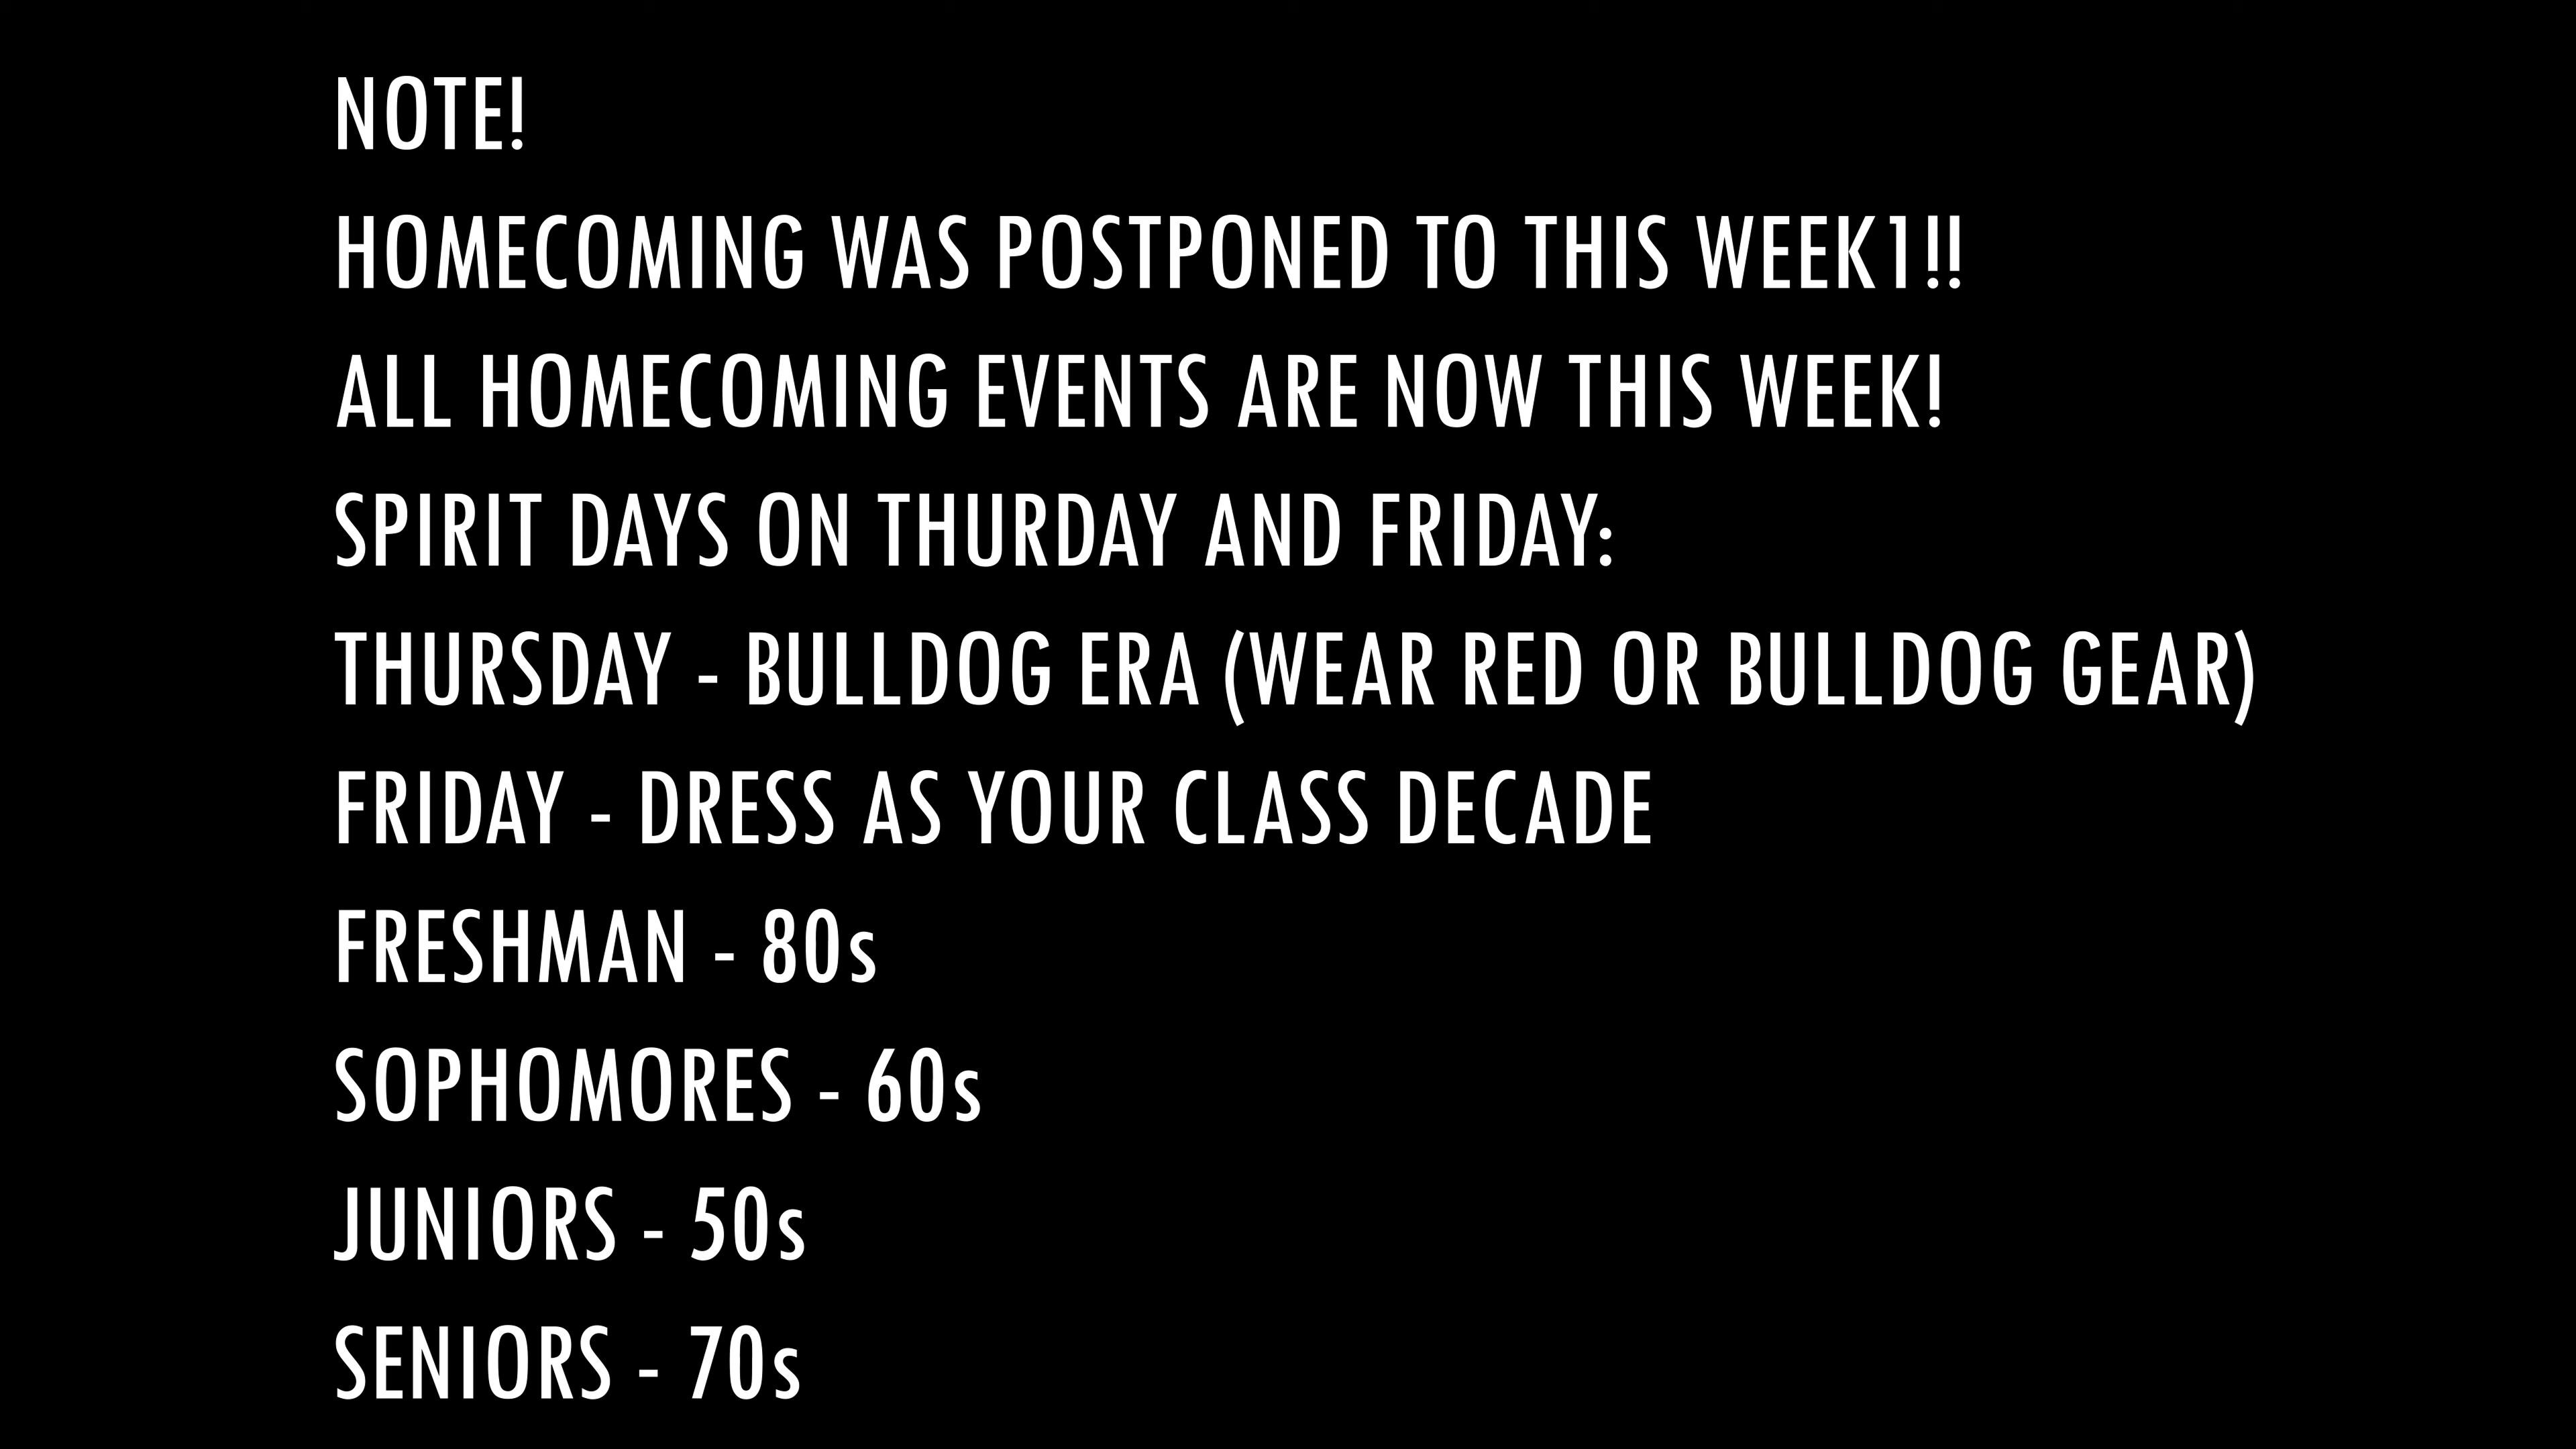 NOTE!
HOMECOMING WAS POSTPONED TO THIS WEEK1!!
ALL HOMECOMING EVENTS ARE NOW THIS WEEK!
SPIRIT DAYS ON THURDAY AND FRIDAY:
THURSDAY - BULLDOG ERA (WEAR RED OR BULLDOG GEAR)
FRIDAY - DRESS AS YOUR CLASS DECADE
FRESHMAN - 80s
SOPHOMORES - 60s
JUNIORS - 50s
SENIORS - 70s